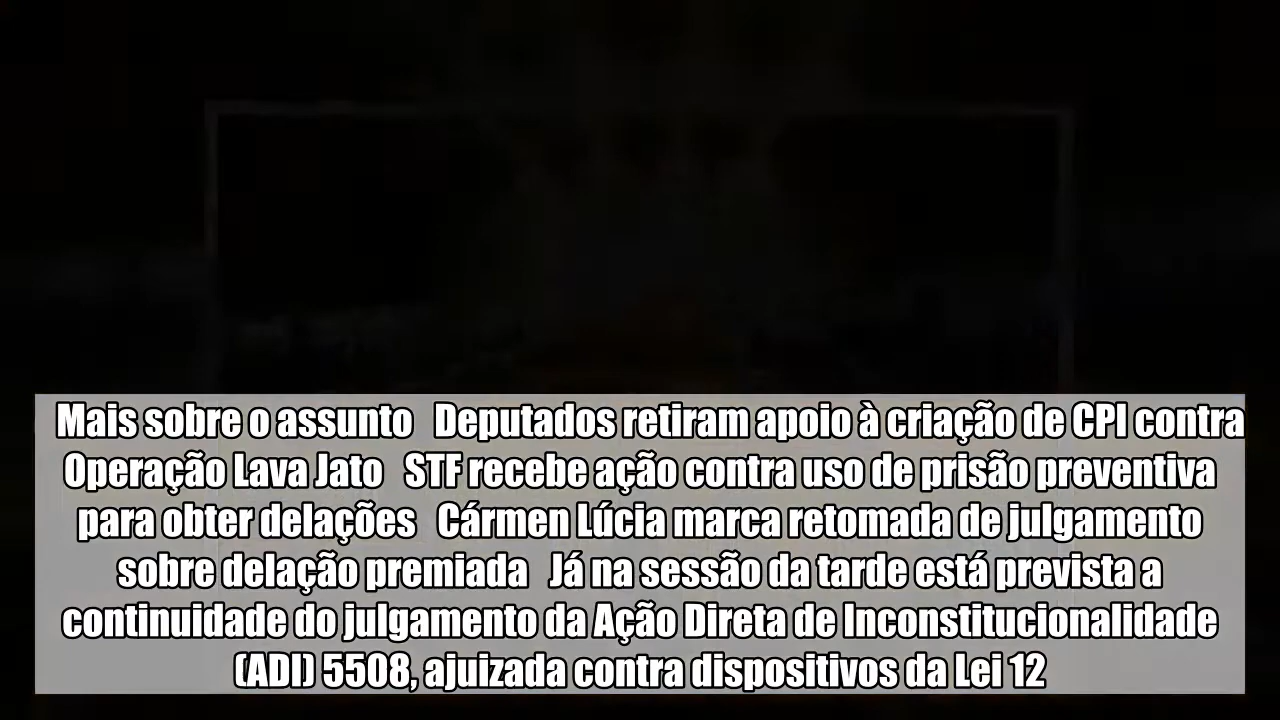 Mais sobre o assunto   Deputados retiram apoio à criação de CPI contra
Operação Lava Jato   STF recebe ação contra uso de prisão preventiva
para obter delações   Cármen Lúcia marca retomada de julgamento
sobre delação premiada   Já na sessão da tarde está prevista a
continuidade do julgamento da Ação Direta de Inconstitucionalidade
(ADI) 5508, ajuizada contra dispositivos da Lei 12